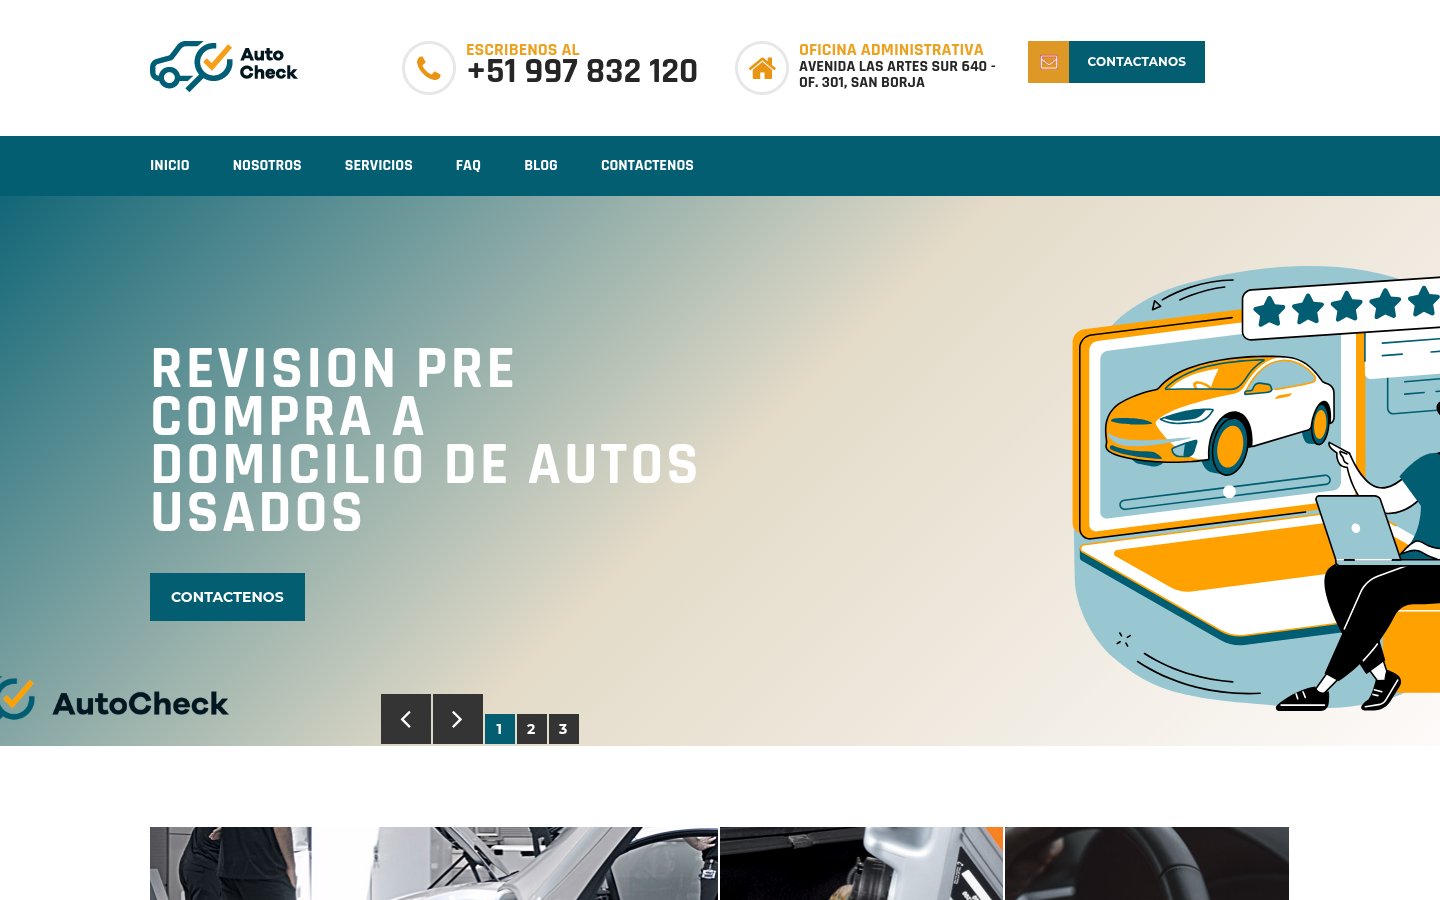 Auto
Check
ESCRIBENOS AL
+51 997 832 120
OFICINA ADMINISTRATIVA
AVENIDA LAS ARTES SUR 640 -
OF. 301, SAN BORJA
CONTACTANOS
INICIO
NOSOTROS
SERVICIOS
FAQ
BLOG
CONTACTENOS
REVISION PRE
COMPRA A
DOMICILIO DE AUTOS
USADOS
CONTACTENOS
AutoCheck
1
2
3